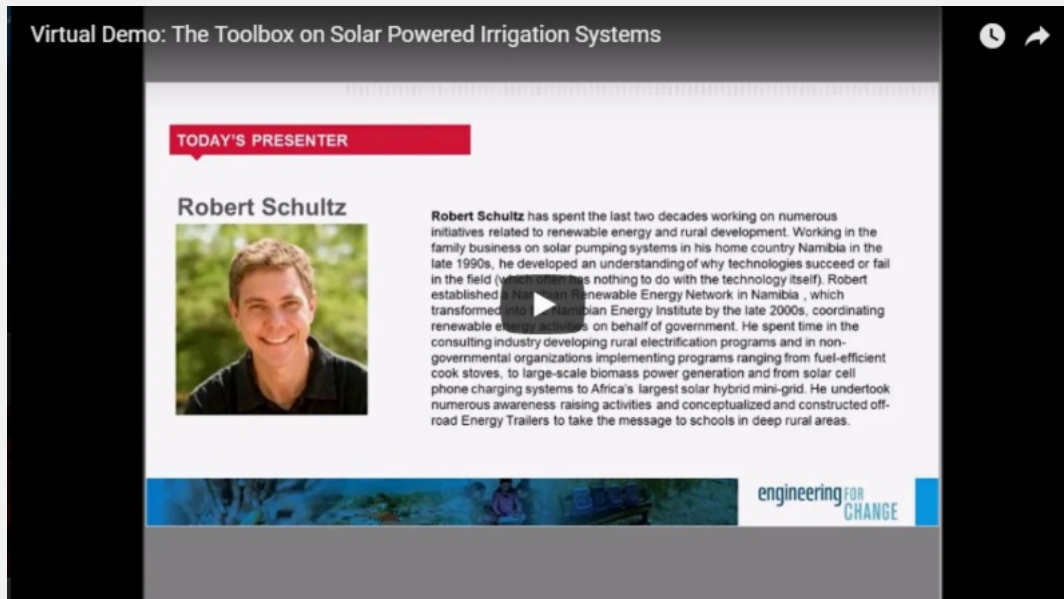 Virtual Demo: The Toolbox on Solar Powered Irrigation Systems
TODAY'S PRESENTER
Robert Schultz
Robert Schultz has spent the last two decades working on numerous
initiatives related to renewable energy and rural development. Working in the
family business on solar pumping systems in his home country Namibia in the
late 1990s, he developed an understanding of why technologies succeed or fail
in the field (which often has nothing to do with the technology itself). Robert
established a Namibian Renewable Energy Network in Namibia , which
transformed into the Namibian Energy Institute by the late 2000s, coordinating
renewable energy activities on behalf of government. He spent time in the
consulting industry developing rural electrification programs and in non-
governmental organizations implementing programs ranging from fuel-efficient
cook stoves, to large-scale biomass power generation and from solar cell
phone charging systems to Africa's largest solar hybrid mini-grid. He undertook
numerous awareness raising activities and conceptualized and constructed off-
road Energy Trailers to take the message to schools in deep rural areas.
engineering FOR
CHANGE